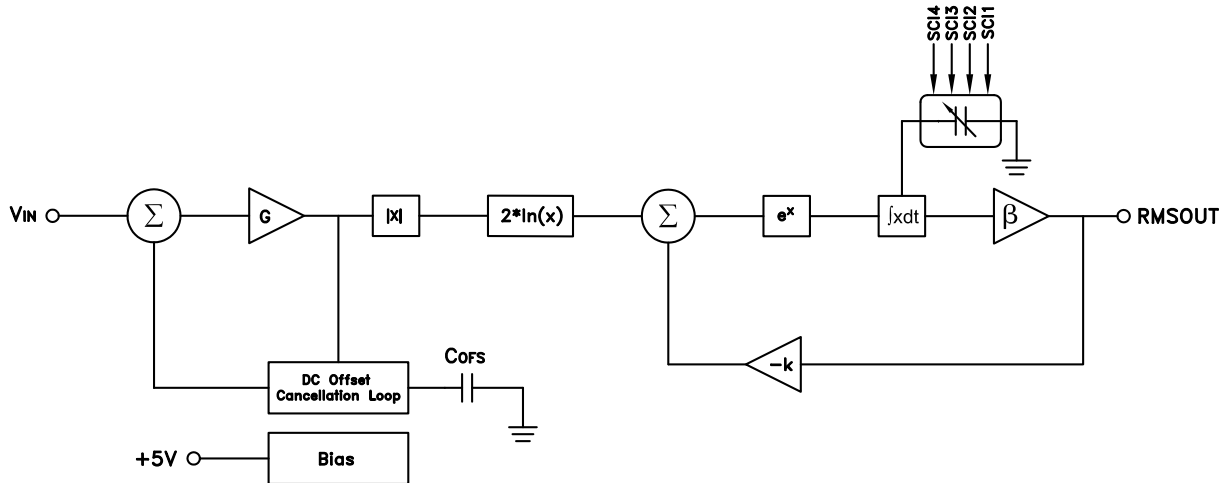 SCI4
SCI3
SCI2
SCI1
VIN
Σ
G
|X|
2*ln(x)
Σ
e^x
∫xdt
β
RMSOUT
-k
COFS
DC Offset
Cancellation Loop
+5V
Bias